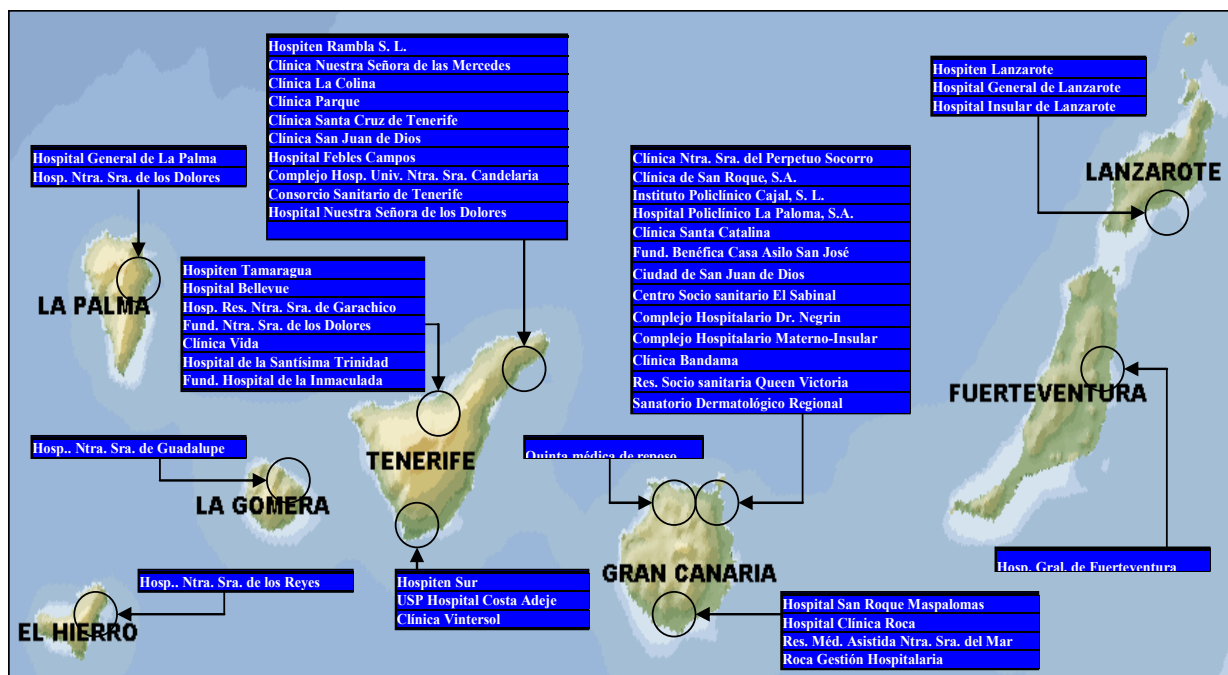 Hospiten Rambla S. L.
Clínica Nuestra Señora de las Mercedes
Clínica La Colina
Clínica Parque
Clínica Santa Cruz de Tenerife
Clínica San Juan de Dios
Hospital Febles Campos
Complejo Hosp. Univ. Ntra. Sra. Candelaria
Consorcio Sanitario de Tenerife
Hospital Nuestra Señora de los Dolores
Hospiten Lanzarote
Hospital General de Lanzarote
Hospital Insular de Lanzarote
LANZAROTE
Hospital General de La Palma
Hosp. Ntra. Sra. de los Dolores
LA PALMA
Clínica Ntra. Sra. del Perpetuo Socorro
Clínica de San Roque, S.A.
Instituto Policlínico Cajal, S. L.
Hospital Policlínico La Paloma, S.A.
Clínica Santa Catalina
Fund. Benéfica Casa Asilo San José
Ciudad de San Juan de Dios
Centro Socio sanitario El Sabinal
Complejo Hospitalario Dr. Negrin
Complejo Hospitalario Materno-Insular
Clínica Bandama
Res. Socio sanitaria Queen Victoria
Sanatorio Dermatológico Regional
Hospiten Tamaragua
Hospital Bellevue
Hosp. Res. Ntra. Sra. de Garachico
Fund. Ntra. Sra. de los Dolores
Clínica Vida
Hospital de la Santísima Trinidad
Fund. Hospital de la Inmaculada
FUERTEVENTURA
Hosp.. Ntra. Sra. de Guadalupe
TENERIFE
Quinta médica de reposo
LA GOMERA
Hosp. Gral. de Fuerteventura
GRAN CANARIA
Hosp.. Ntra. Sra. de los Reyes
EL HIERRO
Hospiten Sur
USP Hospital Costa Adeje
Clínica Vintersol
Hospital San Roque Maspalomas
Hospital Clínica Roca
Res. Méd. Asistida Ntra. Sra. del Mar
Roca Gestión Hospitalaria